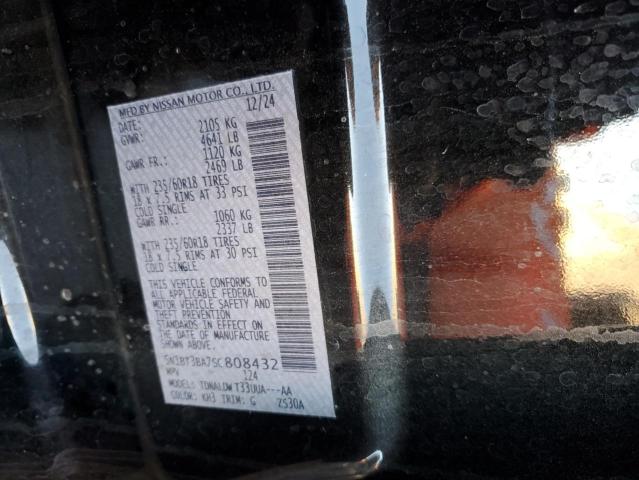 MFD BY NISSAN MOTOR CO., LTD.
DATE: 12/24
GVWR: 2105 KG
4641 LB
GAWR FR.: 1120 KG
2469 LB
WITH 235/60R18 TIRES
18 x 7.5 RIMS AT 33 PSI
COLD SINGLE
GAWR RR.: 1060 KG
2337 LB
WITH 235/60R18 TIRES
18 x 7.5 RIMS AT 30 PSI
COLD SINGLE
THIS VEHICLE CONFORMS TO
ALL APPLICABLE FEDERAL
MOTOR VEHICLE SAFETY AND
THEFT PREVENTION
STANDARDS IN EFFECT ON
THE DATE OF MANUFACTURE
SHOWN ABOVE.
5N1BT3BA7SC808432
MPV 124
MODEL: TDNALDW T33UUA---AA
COLOR: KH3 TRIM: G ZS30A